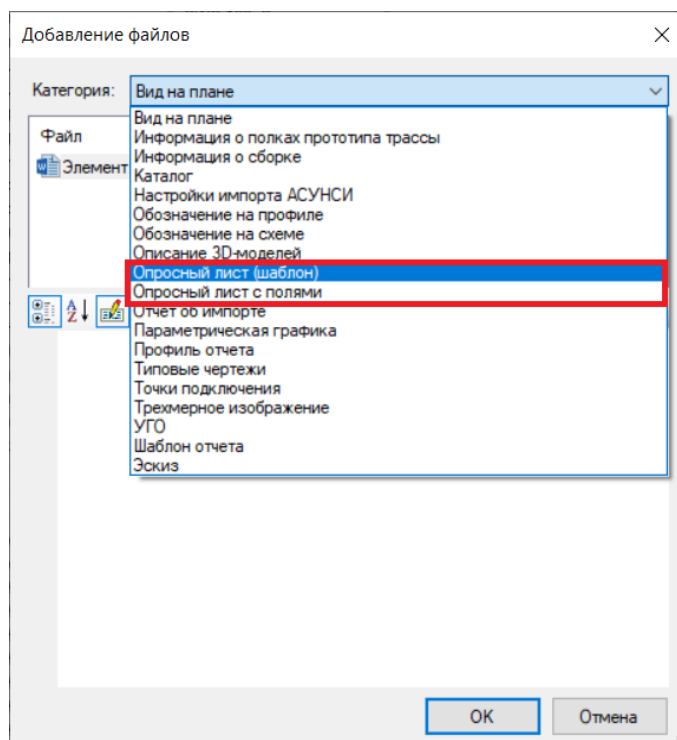 Добавление файлов
Категория: Вид на плане
Вид на плане
Файл
Информация о полках прототипа трассы
Информация о сборке
Элемент
Каталог
Настройки импорта АСУНСИ
Обозначение на профиле
Обозначение на схеме
Описание 3D-моделей
Опросный лист (шаблон)
Опросный лист с полями
Отчет об импорте
Параметрическая графика
Профиль отчета
Типовые чертежи
Точки подключения
Трехмерное изображение
УГО
Шаблон отчета
Эскиз
OK Отмена